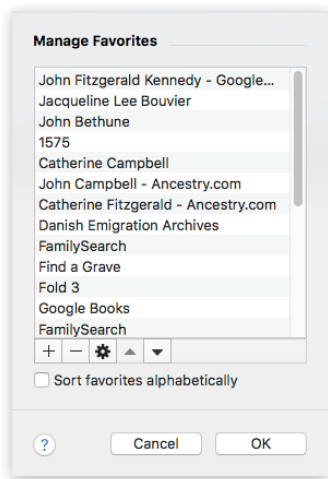 Manage Favorites
John Fitzgerald Kennedy - Google...
Jacqueline Lee Bouvier
John Bethune
1575
Catherine Campbell
John Campbell - Ancestry.com
Catherine Fitzgerald - Ancestry.com
Danish Emigration Archives
FamilySearch
Find a Grave
Fold 3
Google Books
FamilySearch
Sort favorites alphabetically
? Cancel OK